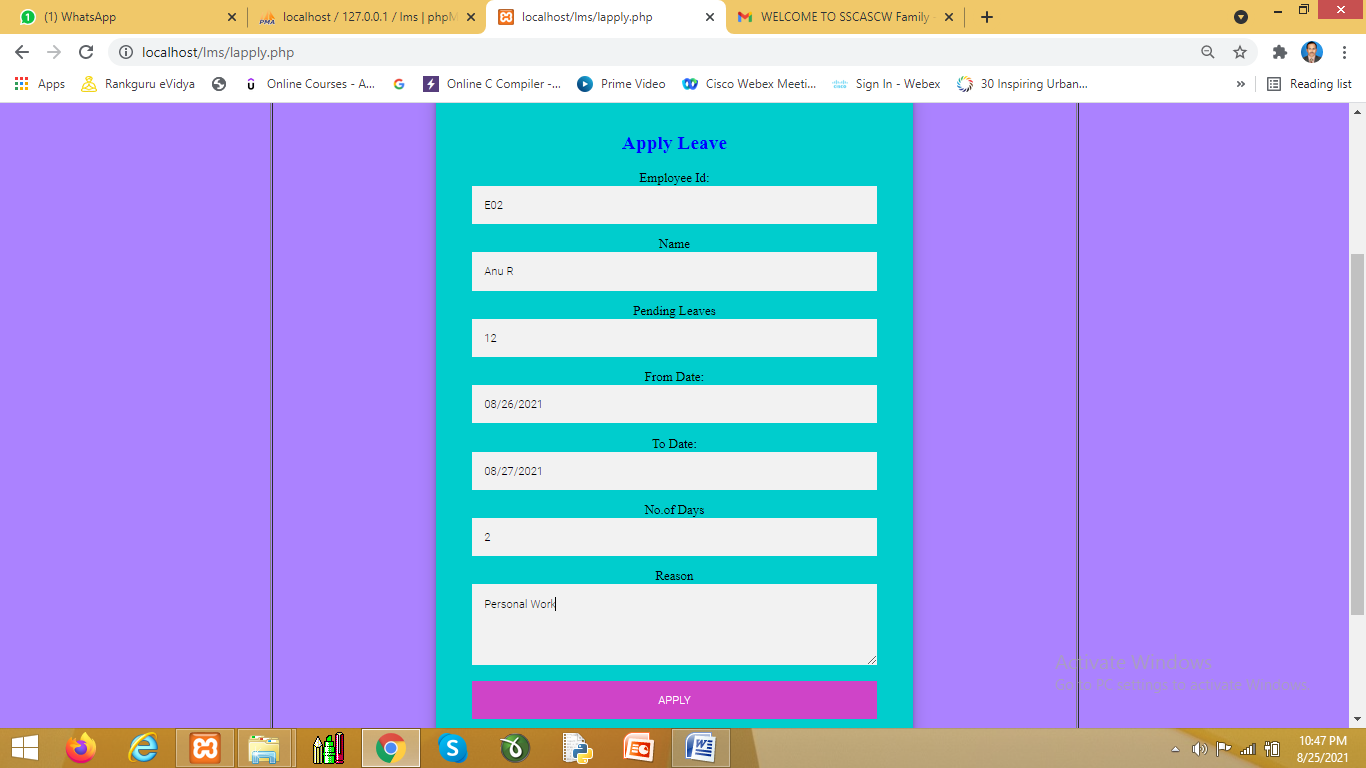 (1) WhatsApp
localhost / 127.0.0.1 / lms | phpM
localhost/lms/lapply.php
WELCOME TO SSCASCW Family
localhost/lms/lapply.php
Apps
Rankguru eVidya
Online Courses - A...
Online C Compiler -...
Prime Video
Cisco Webex Meeti...
Sign In - Webex
30 Inspiring Urban...
»
Reading list
Apply Leave
Employee Id:
E02
Name
Anu R
Pending Leaves
12
From Date:
08/26/2021
To Date:
08/27/2021
No.of Days
2
Reason
Personal Work
APPLY
Activate Windows
Go to PC settings to activate Windows.
10:47 PM
8/25/2021